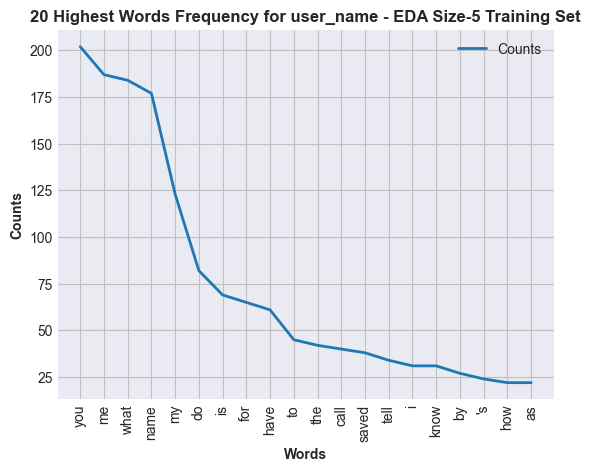 20 Highest Words Frequency for user_name - EDA Size-5 Training Set
Counts
200
175
150
125
100
75
50
25
Counts
you
me
what
name
my
do
is
for
have
to
the
call
saved
tell
i
know
by
's
how
as
Words